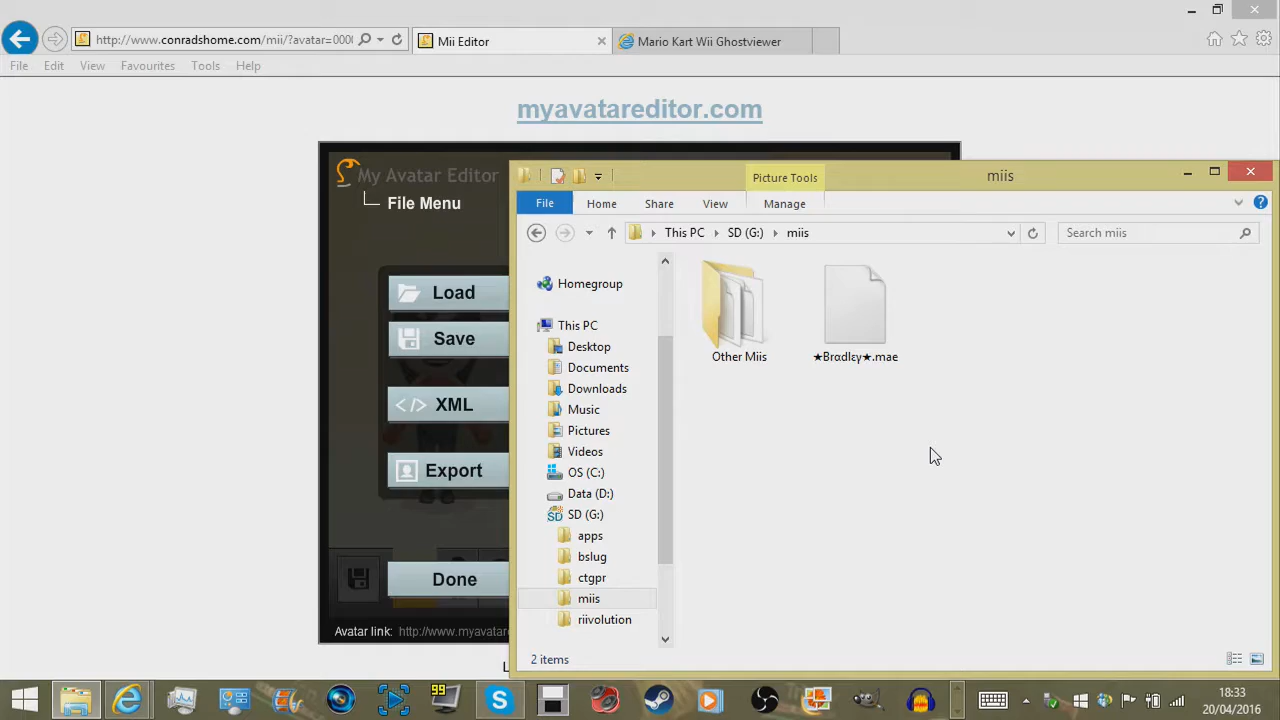 http://www.conradshome.com/mii/?avatar=000
Mii Editor
Mario Kart Wii Ghostviewer
File Edit View Favourites Tools Help
myavatareditor.com
My Avatar Editor
File Menu
Load
Save
XML
Export
Done
Avatar link: http://www.myavatare
L
Picture Tools
miis
File Home Share View Manage
This PC SD (G:) miis
Search miis
Homegroup
This PC
Desktop
Documents
Downloads
Music
Pictures
Videos
OS (C:)
Data (D:)
SD (G:)
apps
bslug
ctgpr
miis
riivolution
Other Miis
★Brαdlεy★.mae
2 items
99
18:33
20/04/2016